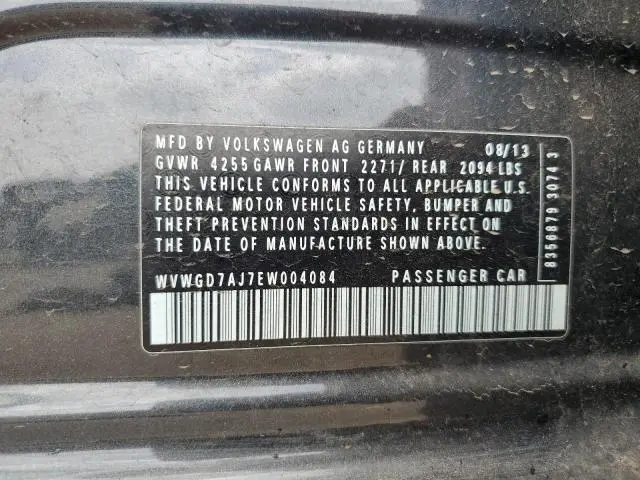 MFD BY VOLKSWAGEN AG GERMANY 08/13
GVWR 4255 GAWR FRONT 2271/ REAR 2094 LBS
THIS VEHICLE CONFORMS TO ALL APPLICABLE U.S.
FEDERAL MOTOR VEHICLE SAFETY, BUMPER AND
THEFT PREVENTION STANDARDS IN EFFECT ON
THE DATE OF MANUFACTURE SHOWN ABOVE.
WVWGD7AJ7EW004084 PASSENGER CAR
8350879 3074 3